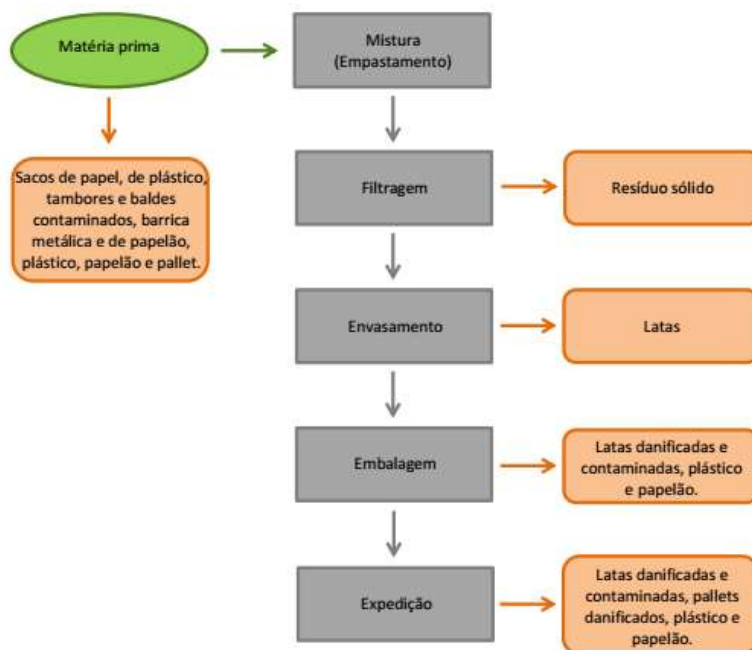 Matéria prima
Mistura
(Empastamento)
Sacos de papel, de plástico,
tambores e baldes
contaminados, barrica
metálica e de papelão,
plástico, papelão e pallet.
Filtragem
Resíduo sólido
Envasamento
Latas
Embalagem
Latas danificadas e
contaminadas, plástico
e papelão.
Expedição
Latas danificadas e
contaminadas, pallets
danificados, plástico e
papelão.